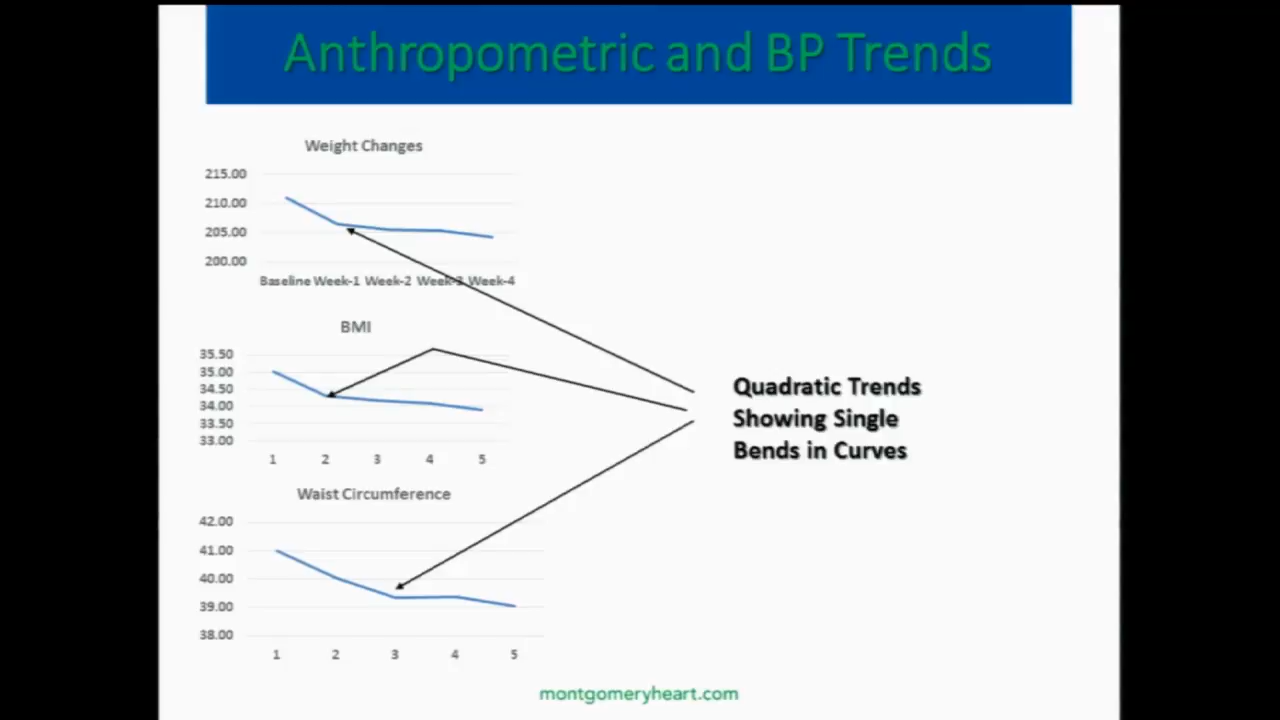 Anthropometric and BP Trends
Weight Changes
215.00
210.00
205.00
200.00
Baseline Week-1 Week-2 Week-3 Week-4
BMI
35.50
35.00
34.50
34.00
33.50
33.00
1 2 3 4 5
Quadratic Trends
Showing Single
Bends in Curves
Waist Circumference
42.00
41.00
40.00
39.00
38.00
1 2 3 4 5
montgomeryheart.com